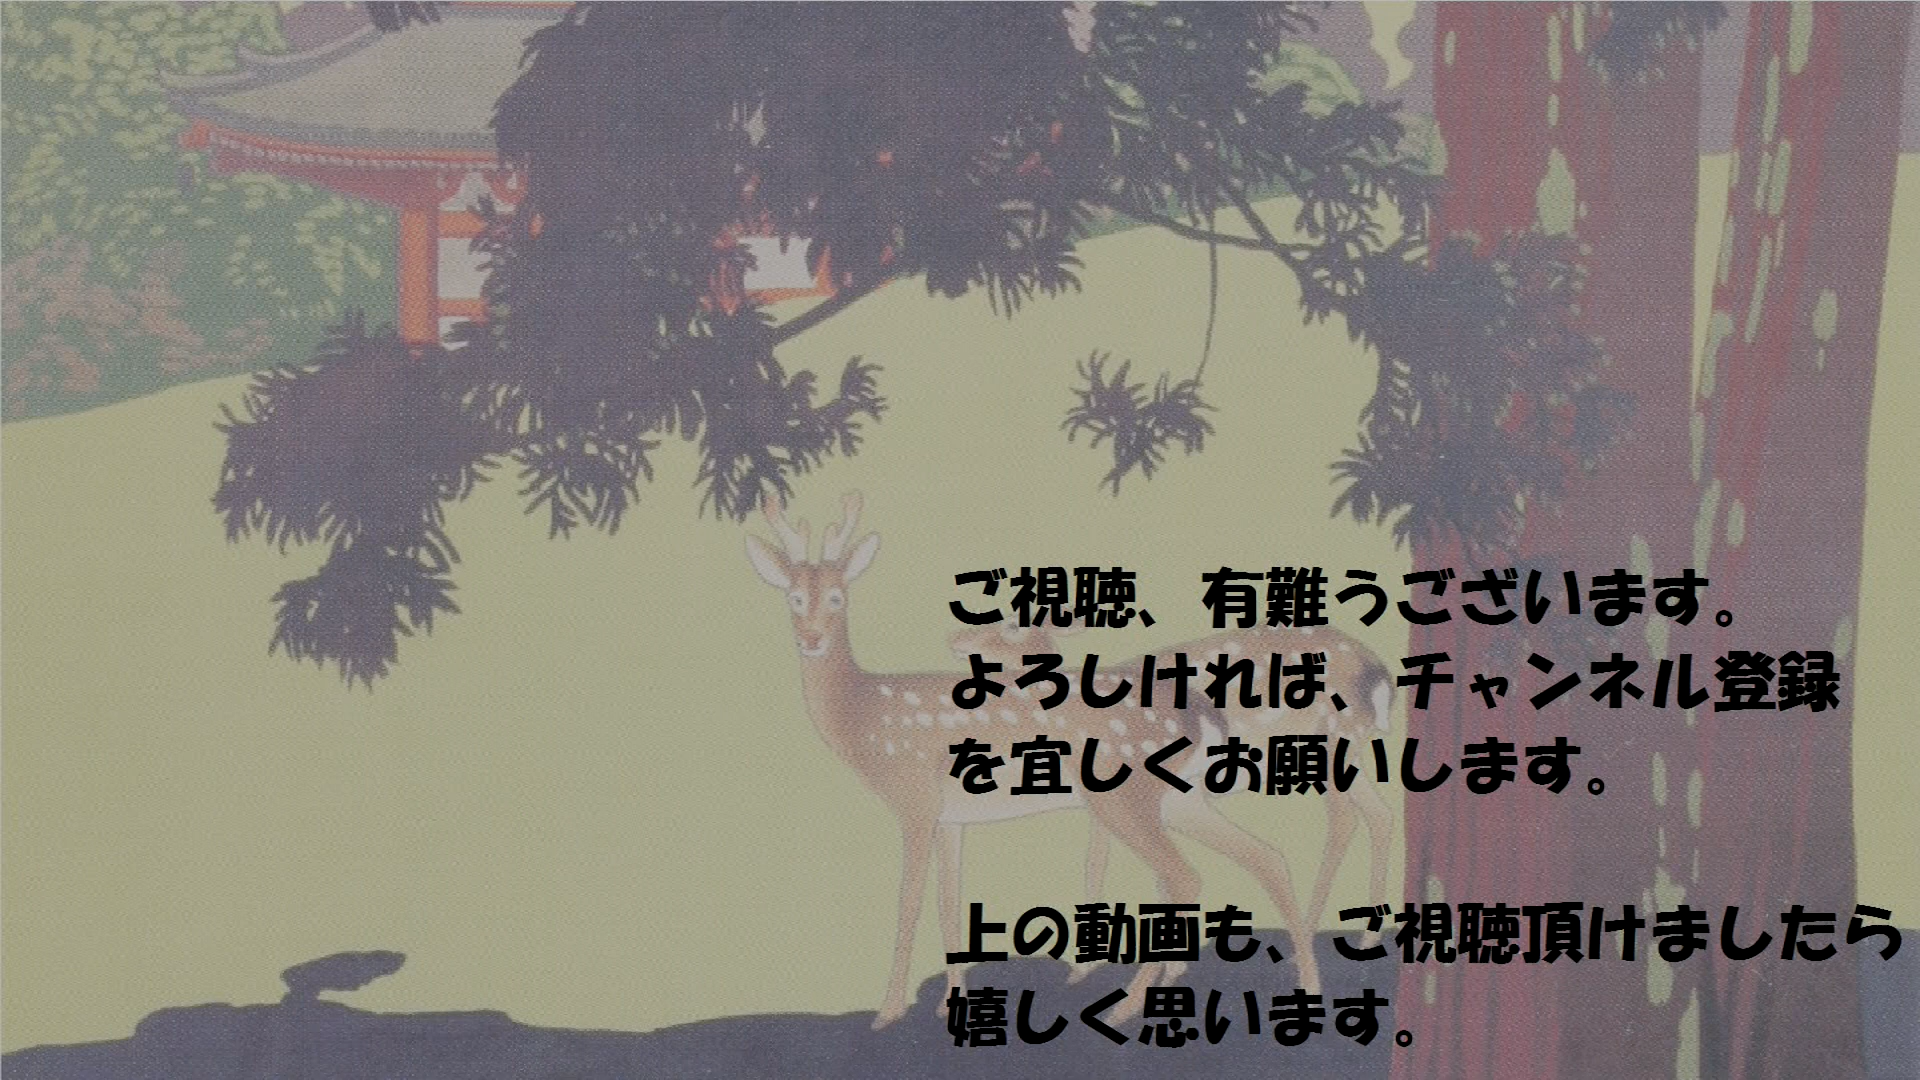 ご視聴、有難うございます。
よろしければ、チャンネル登録
を宜しくお願いします。
上の動画も、ご視聴頂けましたら
嬉しく思います。